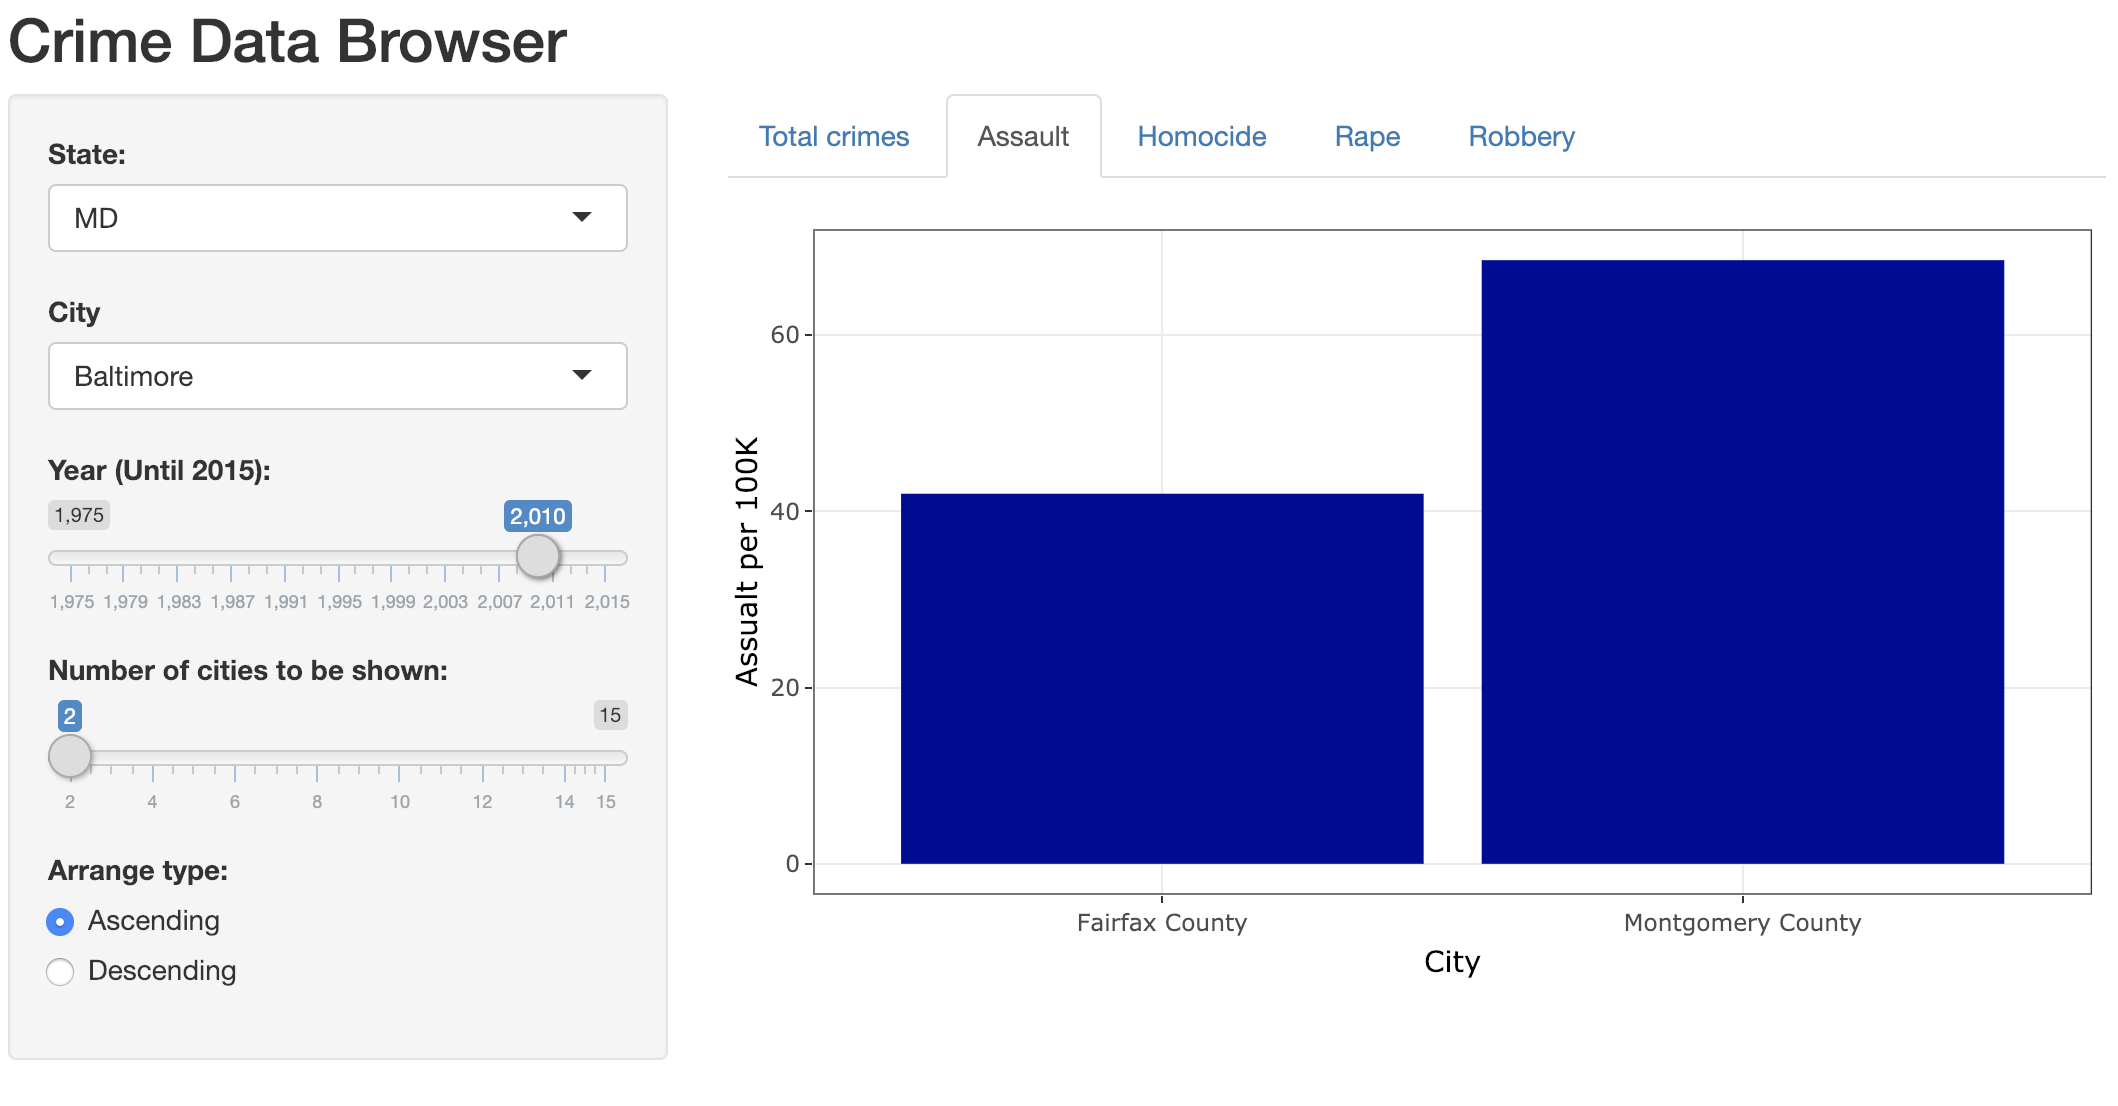 Crime Data Browser
State:
MD
City
Baltimore
Year (Until 2015):
1,975
2,010
1,975 1,979 1,983 1,987 1,991 1,995 1,999 2,003 2,007 2,011 2,015
Number of cities to be shown:
2
15
2 4 6 8 10 12 14 15
Arrange type:
Ascending
Descending
Total crimes Assault Homocide Rape Robbery
Assualt per 100K
60
40
20
0
Fairfax County Montgomery County
City